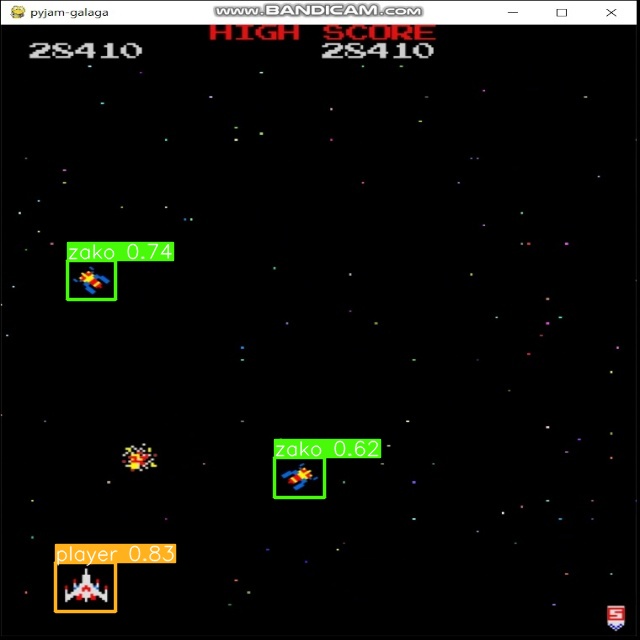 pyjam-galaga
www.BANDICAM.com
HIGH SCORE
28410 28410
zako 0.74
zako 0.62
player 0.83
5